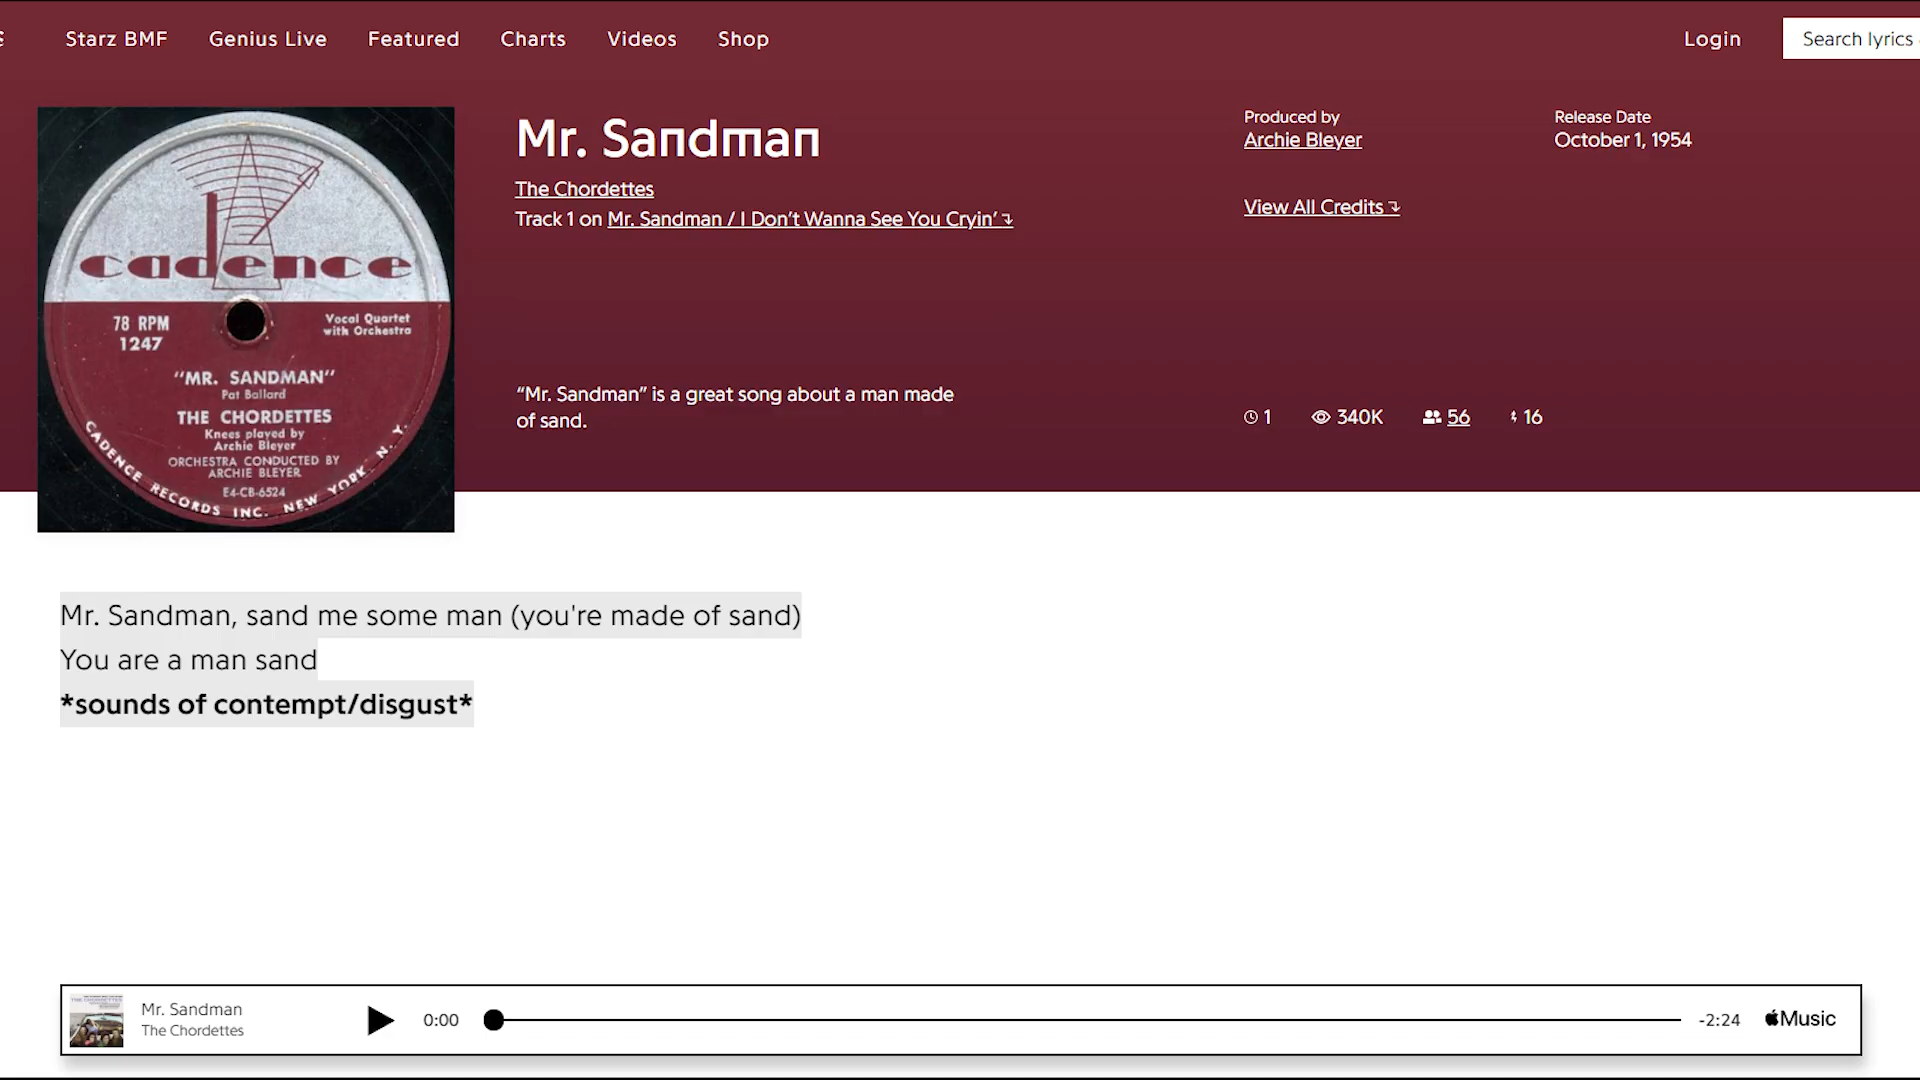 Starz BMF Genius Live Featured Charts Videos Shop Login Search lyrics
Mr. Sandman
The Chordettes
Track 1 on Mr. Sandman / I Don't Wanna See You Cryin'
Produced by
Archie Bleyer
Release Date
October 1, 1954
View All Credits
"Mr. Sandman" is a great song about a man made
of sand.
1 340K 56 16
cadence
78 RPM
1247
Vocal Quartet
with Orchestra
"MR. SANDMAN"
Pat Ballard
THE CHORDETTES
Knees played by
Archie Bleyer
ORCHESTRA CONDUCTED BY
ARCHIE BLEYER
E4-CB-6524
CADENCE RECORDS INC. NEW YORK, N. Y.
Mr. Sandman, sand me some man (you're made of sand)
You are a man sand
*sounds of contempt/disgust*
Mr. Sandman
The Chordettes
0:00
-2:24
Music